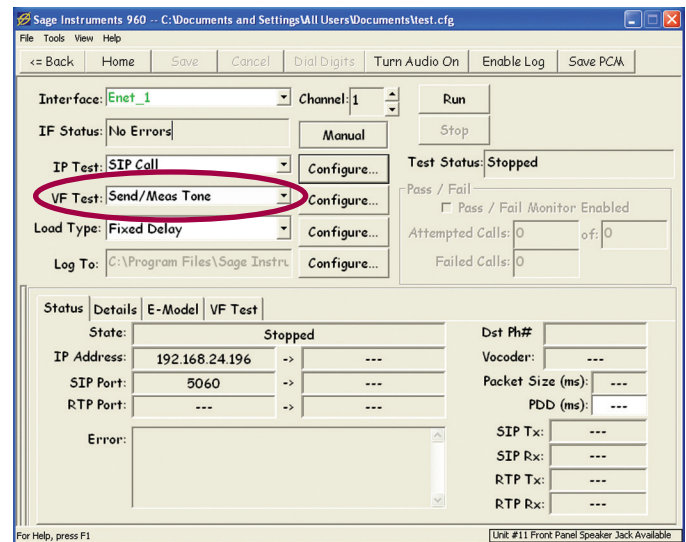 Sage Instruments 960 -- C:\Documents and Settings\All Users\Documents\test.cfg
File Tools View Help
<= Back Home Save Cancel Dial Digits Turn Audio On Enable Log Save PCM
Interface: Enet_1 Channel: 1 Run
IF Status: No Errors Manual Stop
IP Test: SIP Call Configure... Test Status: Stopped
VF Test: Send/Meas Tone Configure... Pass / Fail
Pass / Fail Monitor Enabled
Load Type: Fixed Delay Configure... Attempted Calls: 0 of: 0
Log To: C:\Program Files\Sage Instru Configure... Failed Calls: 0
Status Details E-Model VF Test
State: Stopped Dst Ph#
IP Address: 192.168.24.196 -> --- Vocoder: ---
SIP Port: 5060 -> --- Packet Size (ms): ---
RTP Port: --- -> --- PDD (ms): ---
Error: SIP Tx: ---
SIP Rx: ---
RTP Tx: ---
RTP Rx: ---
For Help, press F1 Unit #11 Front Panel Speaker Jack Available